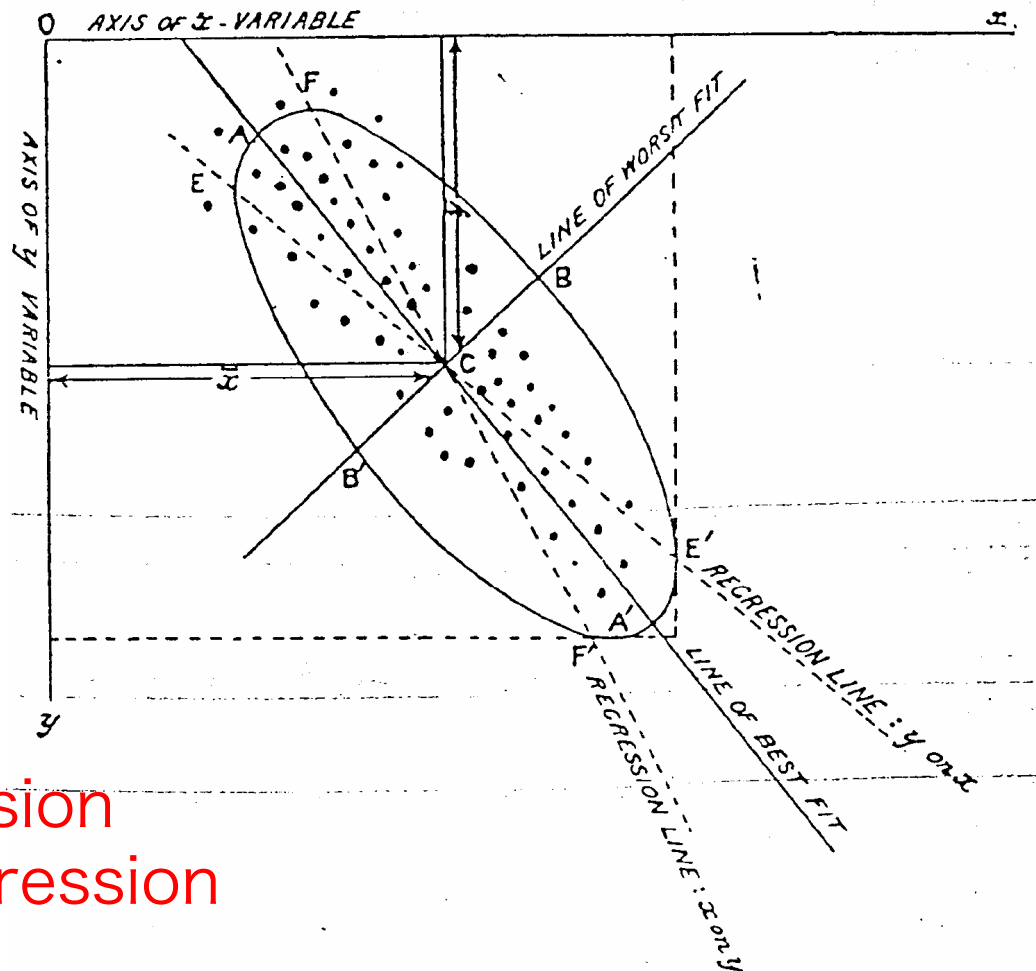 O AXIS OF x - VARIABLE x.
AXIS OF y VARIABLE
F
A
E
LINE OF WORST FIT
B
C
x̄
B'
E'
A'
F'
REGRESSION LINE : y on x
LINE OF BEST FIT
REGRESSION LINE : x on y
y
sion
ression